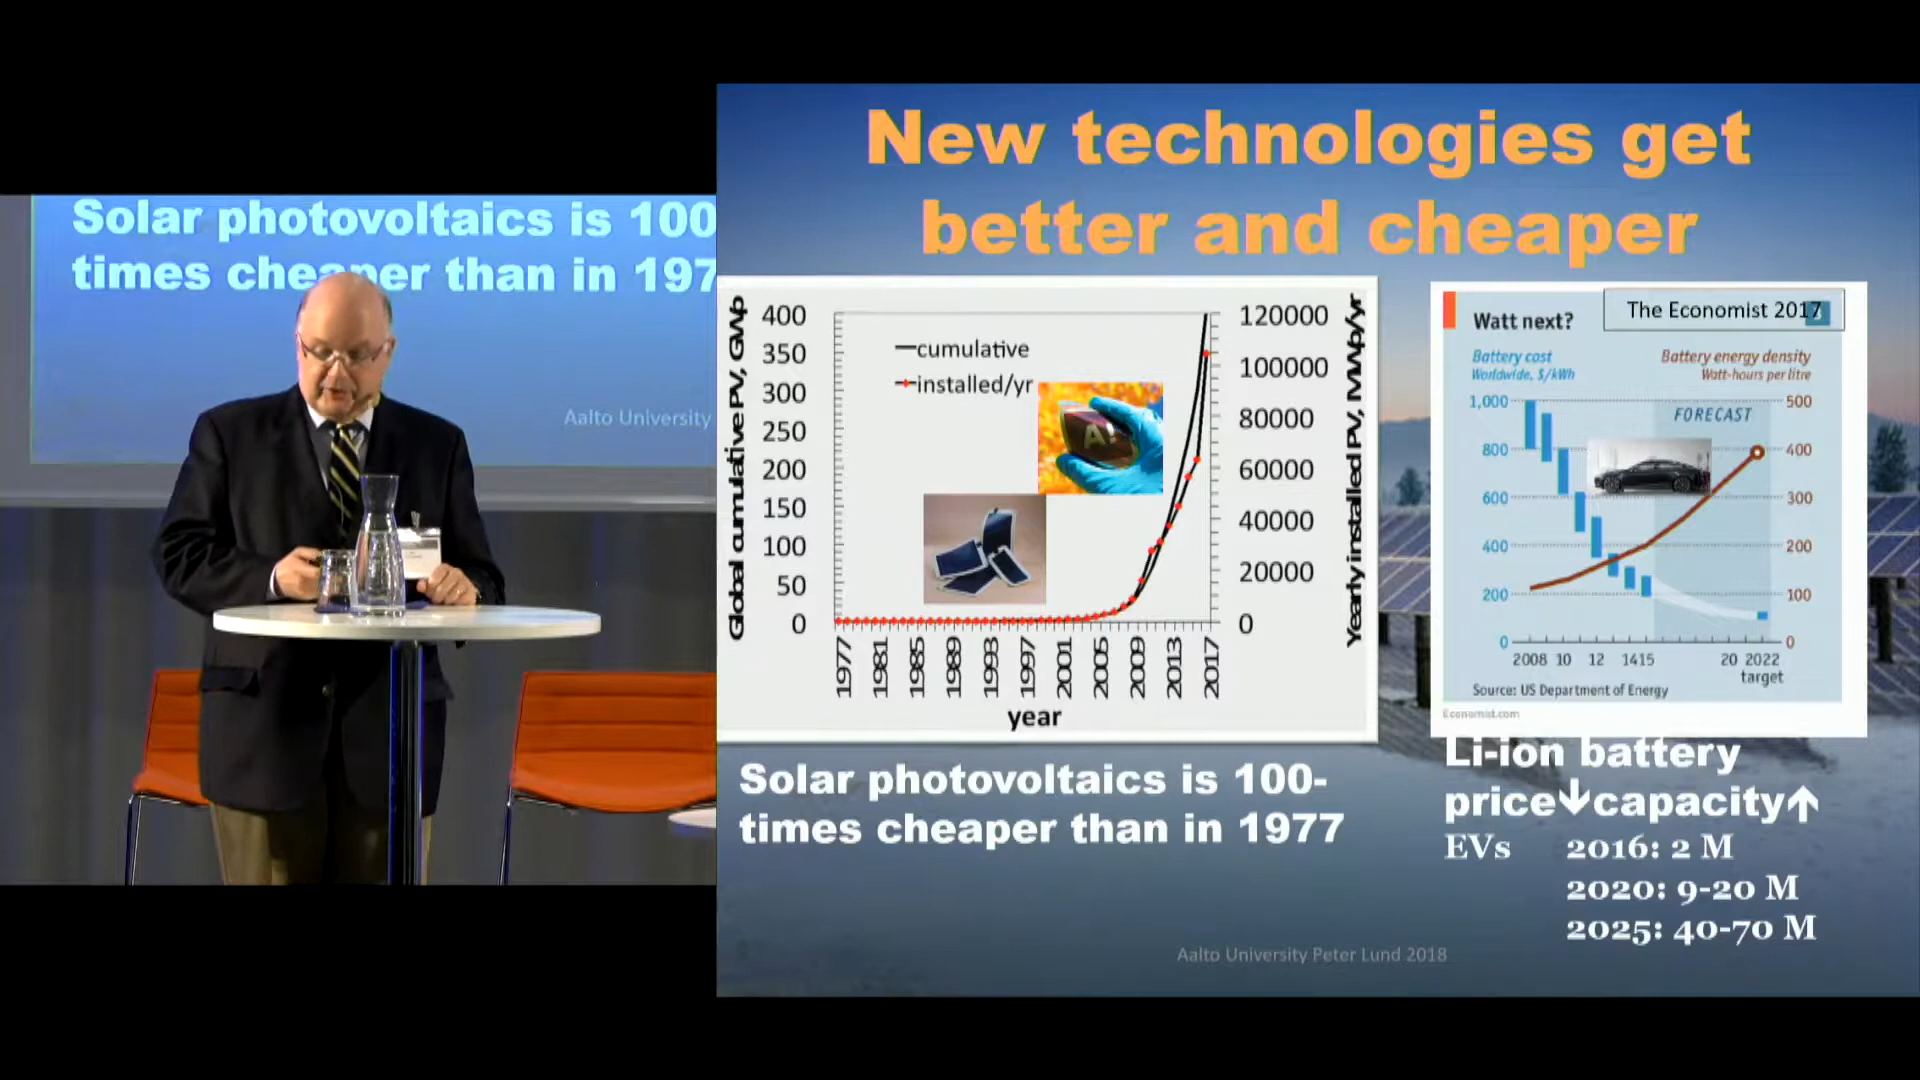 Solar photovoltaics is 100
times cheaper than in 197
Aalto University
New technologies get
better and cheaper
Global cumulative PV, GWp
400
350
300
250
200
150
100
50
0
cumulative
installed/yr
A!
120000
100000
80000
60000
40000
20000
0
Yearly installed PV, MWp/yr
1977 1981 1985 1989 1993 1997 2001 2005 2009 2013 2017
year
The Economist 2017
Watt next?
Battery cost
Worldwide, $/kWh
Battery energy density
Watt-hours per litre
1,000
800
600
400
200
0
FORECAST
500
400
300
200
100
0
2008 10 12 1415 20 2022
target
Source: US Department of Energy
Economist.com
Solar photovoltaics is 100-
times cheaper than in 1977
Li-ion battery
price↓capacity↑
EVs 2016: 2 M
2020: 9-20 M
2025: 40-70 M
Aalto University Peter Lund 2018